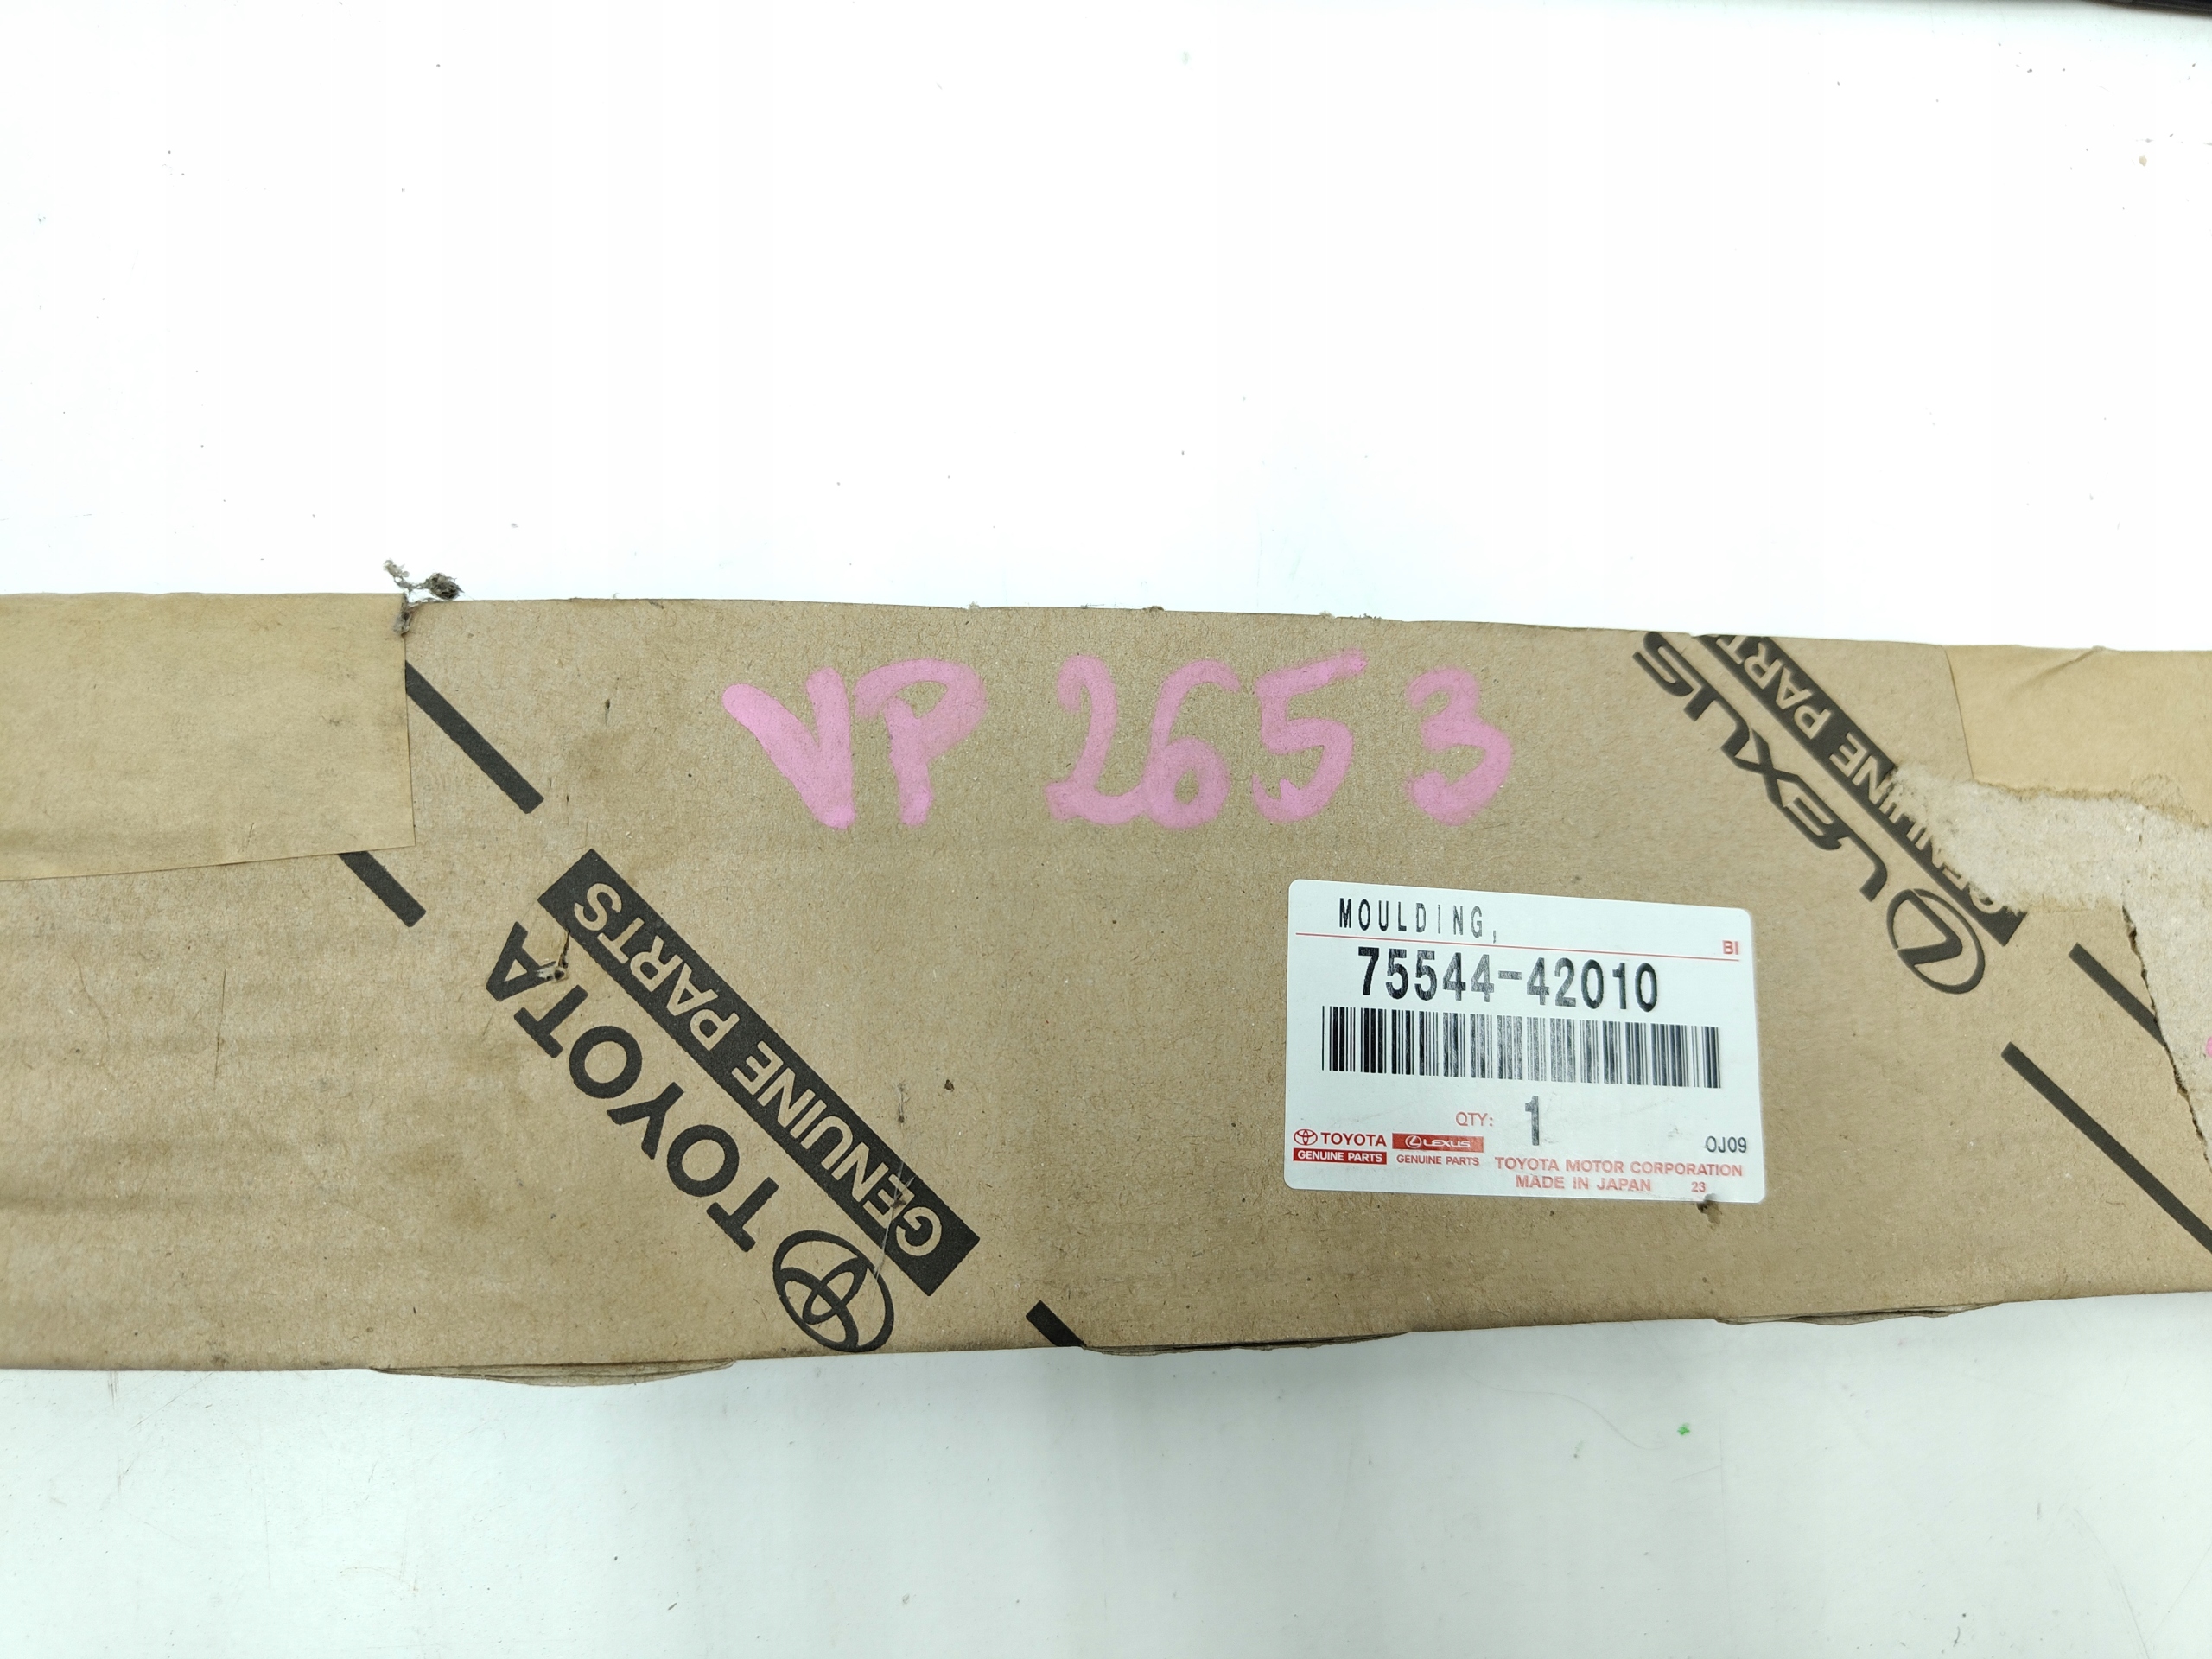 VP 2653
LEXUS
GENUINE PARTS
TOYOTA
GENUINE PARTS
MOULDING,
BI
75544-42010
QTY: 1
OJ09
TOYOTA
GENUINE PARTS
LEXUS
GENUINE PARTS
TOYOTA MOTOR CORPORATION
MADE IN JAPAN 23